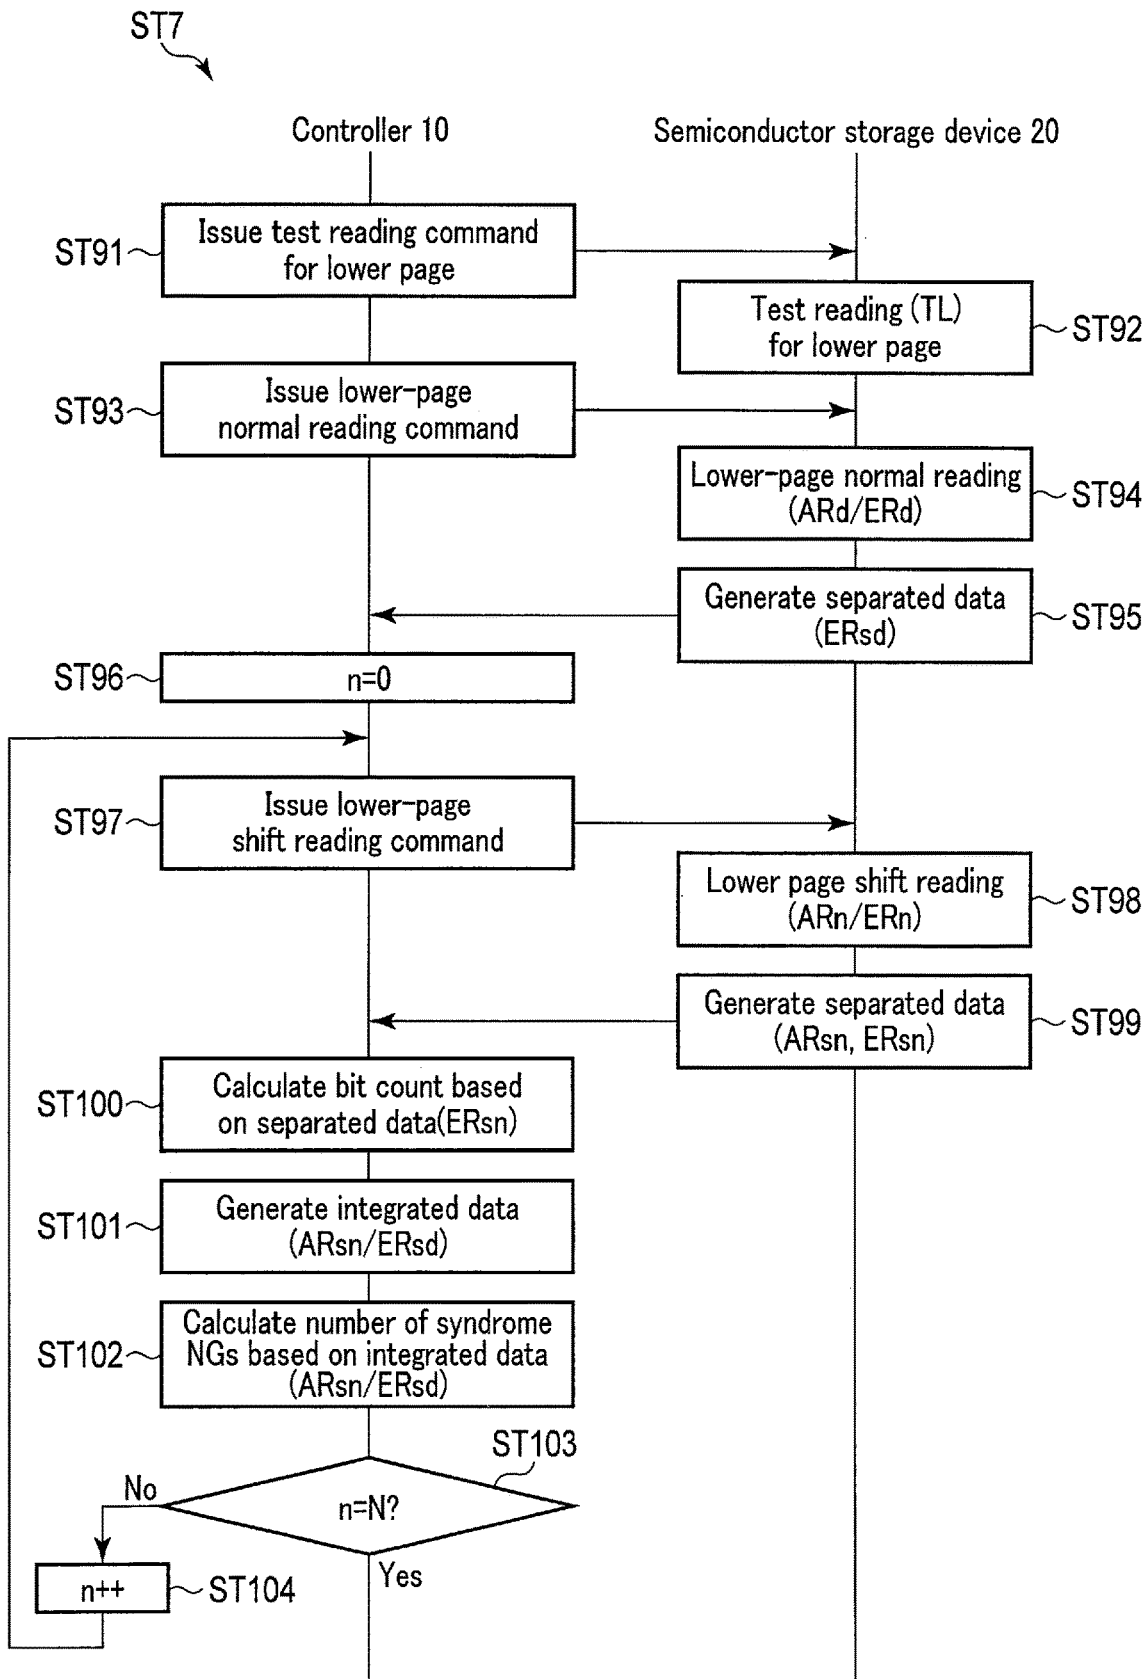 ST7
Controller 10
Semiconductor storage device 20
ST91
Issue test reading command
for lower page
Test reading (TL)
for lower page
ST92
ST93
Issue lower-page
normal reading command
Lower-page normal reading
(ARd/ERd)
ST94
Generate separated data
(ERsd)
ST95
ST96
n=0
ST97
Issue lower-page
shift reading command
Lower page shift reading
(ARn/ERn)
ST98
Generate separated data
(ARsn, ERsn)
ST99
ST100
Calculate bit count based
on separated data(ERsn)
ST101
Generate integrated data
(ARsn/ERsd)
ST102
Calculate number of syndrome
NGs based on integrated data
(ARsn/ERsd)
ST103
No
n=N?
Yes
n++
ST104